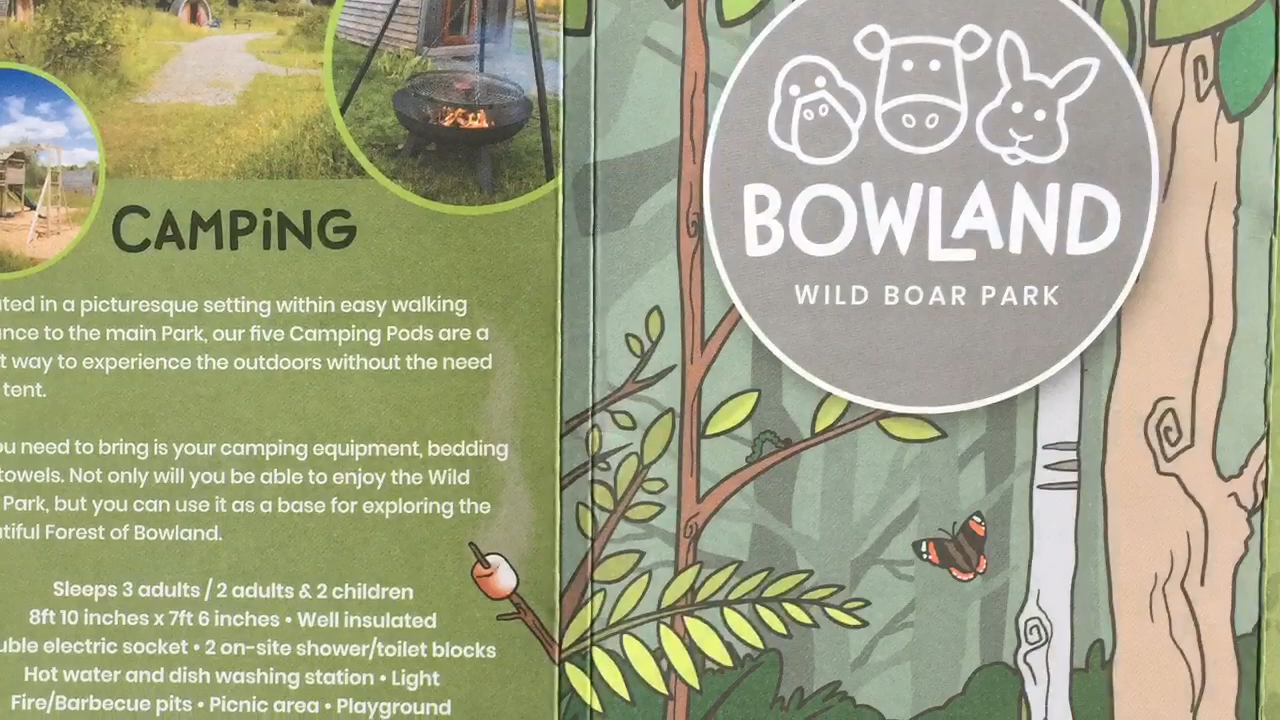 CAMPiNG
ated in a picturesque setting within easy walking
ance to the main Park, our five Camping Pods are a
t way to experience the outdoors without the need
tent.
ou need to bring is your camping equipment, bedding
towels. Not only will you be able to enjoy the Wild
Park, but you can use it as a base for exploring the
tiful Forest of Bowland.
Sleeps 3 adults / 2 adults & 2 children
8ft 10 inches x 7ft 6 inches • Well insulated
uble electric socket • 2 on-site shower/toilet blocks
Hot water and dish washing station • Light
Fire/Barbecue pits • Picnic area • Playground
BOWLAND
WILD BOAR PARK